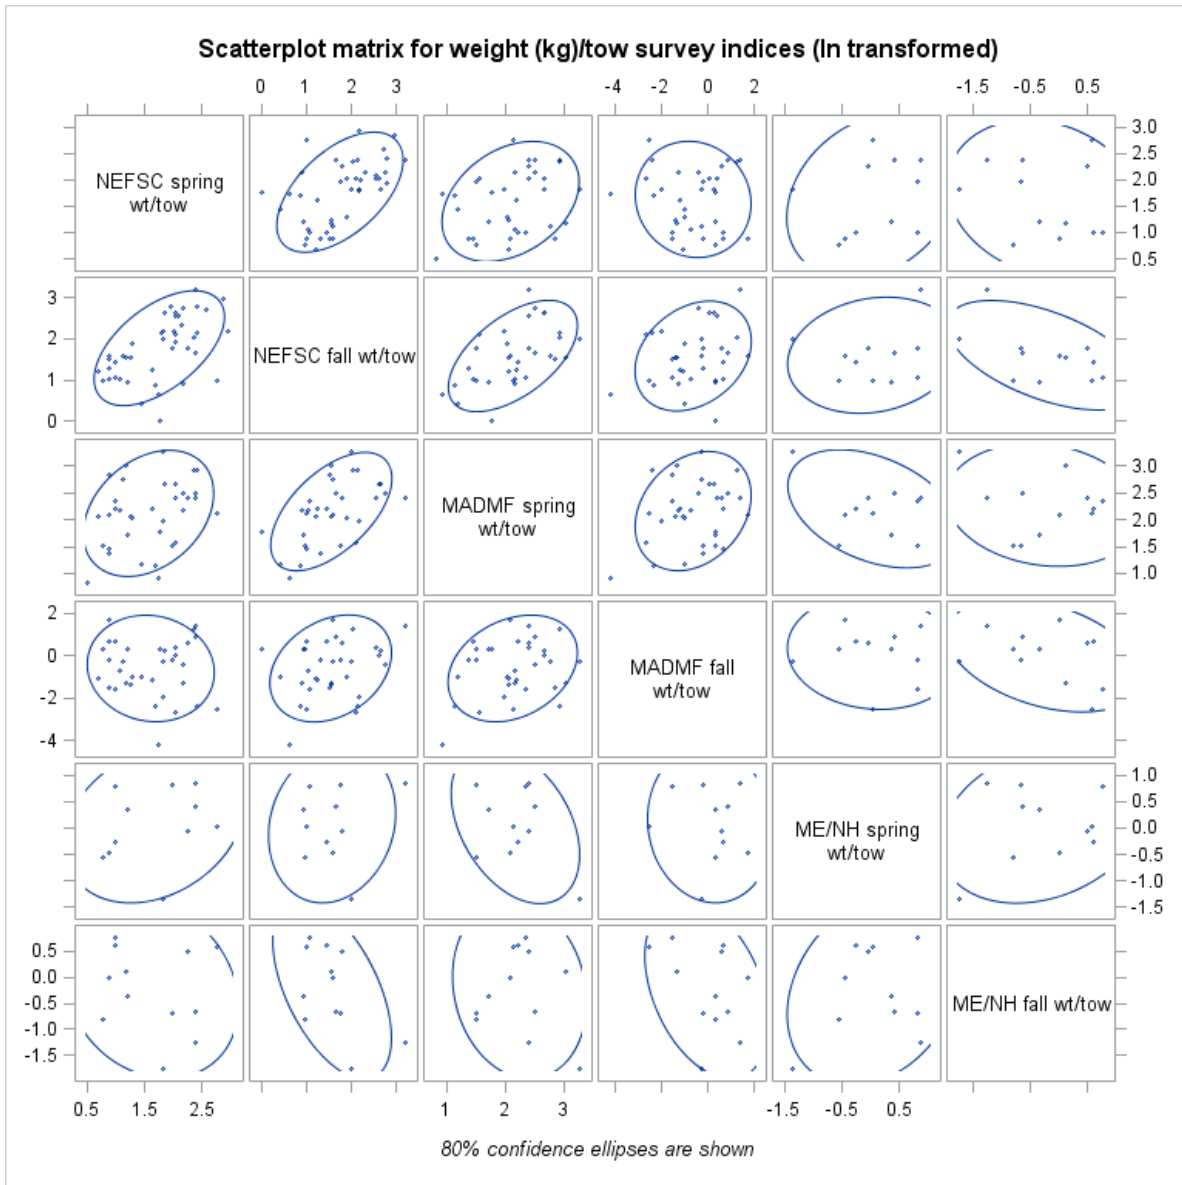 Scatterplot matrix for weight (kg)/tow survey indices (ln transformed)
0 1 2 3 -4 -2 0 2 -1.5 -0.5 0.5
NEFSC spring
wt/tow
3.0
2.5
2.0
1.5
1.0
0.5
3
2
1
0
NEFSC fall wt/tow
MADMF spring
wt/tow
3.0
2.5
2.0
1.5
1.0
2
0
-2
-4
MADMF fall
wt/tow
ME/NH spring
wt/tow
1.0
0.5
0.0
-0.5
-1.0
-1.5
0.5
0.0
-0.5
-1.0
-1.5
ME/NH fall wt/tow
0.5 1.5 2.5 1 2 3 -1.5 -0.5 0.5
80% confidence ellipses are shown